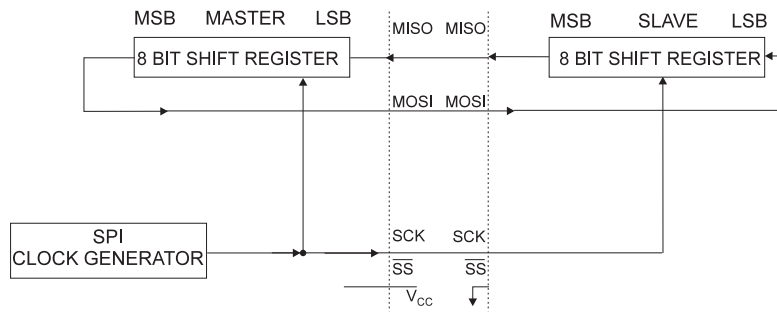 MSB MASTER LSB
MISO MISO
MSB SLAVE LSB
8 BIT SHIFT REGISTER
8 BIT SHIFT REGISTER
MOSI MOSI
SPI
CLOCK GENERATOR
SCK SCK
SS SS
VCC